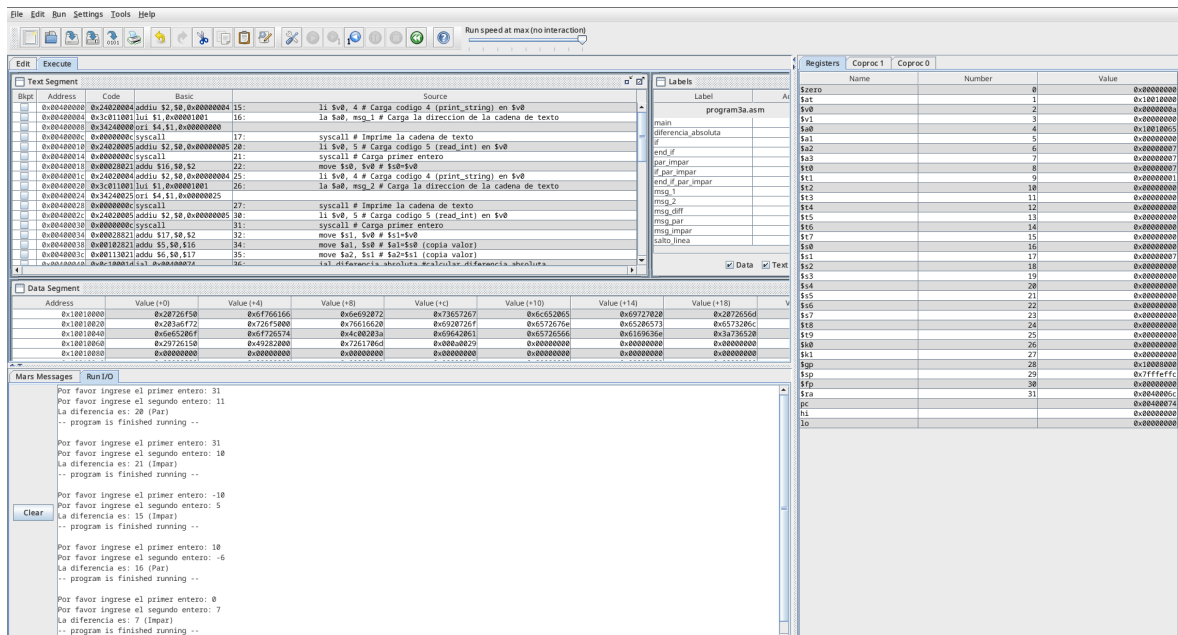 File Edit Run Settings Tools Help
Run speed at max (no interaction)
Edit Execute
Text Segment
Bkpt Address Code Basic Source
0x00400000 0x24020004 addiu $2,$0,0x00000004 15: li $v0, 4 # Carga codigo 4 (print_string) en $v0
0x00400004 0x3c011001 lui $1,0x00001001 16: la $a0, msg_1 # Carga la direccion de la cadena de texto
0x00400008 0x34240000 ori $4,$1,0x00000000
0x0040000c 0x0000000c syscall 17: syscall # Imprime la cadena de texto
0x00400010 0x24020005 addiu $2,$0,0x00000005 20: li $v0, 5 # Carga codigo 5 (read_int) en $v0
0x00400014 0x0000000c syscall 21: syscall # Carga primer entero
0x00400018 0x00028021 addu $16,$0,$2 22: move $s0, $v0 # $s0=$v0
0x0040001c 0x24020004 addiu $2,$0,0x00000004 25: li $v0, 4 # Carga codigo 4 (print_string) en $v0
0x00400020 0x3c011001 lui $1,0x00001001 26: la $a0, msg_2 # Carga la direccion de la cadena de texto
0x00400024 0x34240025 ori $4,$1,0x00000025
0x00400028 0x0000000c syscall 27: syscall # Imprime la cadena de texto
0x0040002c 0x24020005 addiu $2,$0,0x00000005 30: li $v0, 5 # Carga codigo 5 (read_int) en $v0
0x00400030 0x0000000c syscall 31: syscall # Carga primer entero
0x00400034 0x00028821 addu $17,$0,$2 32: move $s1, $v0 # $s1=$v0
0x00400038 0x00102821 addu $5,$0,$16 34: move $a1, $s0 # $a1=$s0 (copia valor)
0x0040003c 0x00113021 addu $6,$0,$17 35: move $a2, $s1 # $a2=$s1 (copia valor)
0x00400040 0x0c10001d jal 0x00400074 36: jal diferencia_absoluta #calcular diferencia absoluta
Labels
Label
program3a.asm
main
diferencia_absoluta
if
end_if
par_impar
if_par_impar
end_if_par_impar
msg_1
msg_2
msg_diff
msg_par
msg_impar
salto_linea
Data Text
Data Segment
Address Value (+0) Value (+4) Value (+8) Value (+c) Value (+10) Value (+14) Value (+18)
0x10010000 0x20726f50 0x6f766166 0x6e692072 0x73657267 0x6c652065 0x69727020 0x2072656d
0x10010020 0x203a6f72 0x726f5000 0x76616620 0x6920726f 0x6572676e 0x65206573 0x6573206c
0x10010040 0x6e65206f 0x6f726574 0x4c00203a 0x69642061 0x65726566 0x6169636e 0x3a736520
0x10010060 0x29726150 0x49282000 0x7261706d 0x000a0029 0x00000000 0x00000000 0x00000000
0x10010080 0x00000000 0x00000000 0x00000000 0x00000000 0x00000000 0x00000000 0x00000000
Mars Messages Run I/O
Clear
Por favor ingrese el primer entero: 31
Por favor ingrese el segundo entero: 11
La diferencia es: 20 (Par)
-- program is finished running --
Por favor ingrese el primer entero: 31
Por favor ingrese el segundo entero: 10
La diferencia es: 21 (Impar)
-- program is finished running --
Por favor ingrese el primer entero: -10
Por favor ingrese el segundo entero: 5
La diferencia es: 15 (Impar)
-- program is finished running --
Por favor ingrese el primer entero: 10
Por favor ingrese el segundo entero: -6
La diferencia es: 16 (Par)
-- program is finished running --
Por favor ingrese el primer entero: 0
Por favor ingrese el segundo entero: 7
La diferencia es: 7 (Impar)
-- program is finished running --
Registers Coproc 1 Coproc 0
Name Number Value
$zero 0 0x00000000
$at 1 0x10010000
$v0 2 0x0000000a
$v1 3 0x00000000
$a0 4 0x10010065
$a1 5 0x00000000
$a2 6 0x00000007
$a3 7 0x00000007
$t0 8 0x00000007
$t1 9 0x00000001
$t2 10 0x00000000
$t3 11 0x00000000
$t4 12 0x00000000
$t5 13 0x00000000
$t6 14 0x00000000
$t7 15 0x00000000
$s0 16 0x00000000
$s1 17 0x00000007
$s2 18 0x00000000
$s3 19 0x00000000
$s4 20 0x00000000
$s5 21 0x00000000
$s6 22 0x00000000
$s7 23 0x00000000
$t8 24 0x00000000
$t9 25 0x00000000
$k0 26 0x00000000
$k1 27 0x00000000
$gp 28 0x10008000
$sp 29 0x7fffeffc
$fp 30 0x00000000
$ra 31 0x0040006c
pc 0x00400074
hi 0x00000000
lo 0x00000000